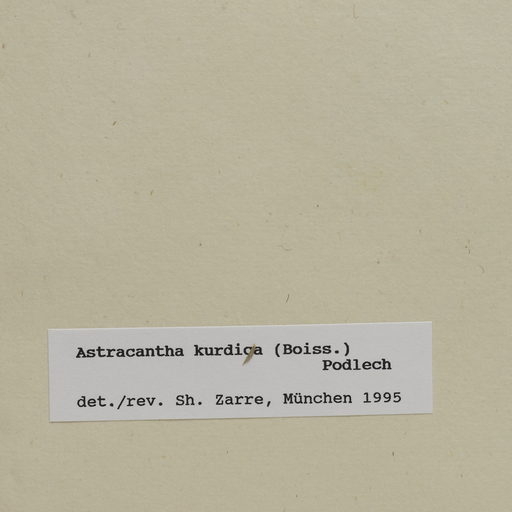 Astracantha kurdica (Boiss.)
Podlech
det./rev. Sh. Zarre, München 1995